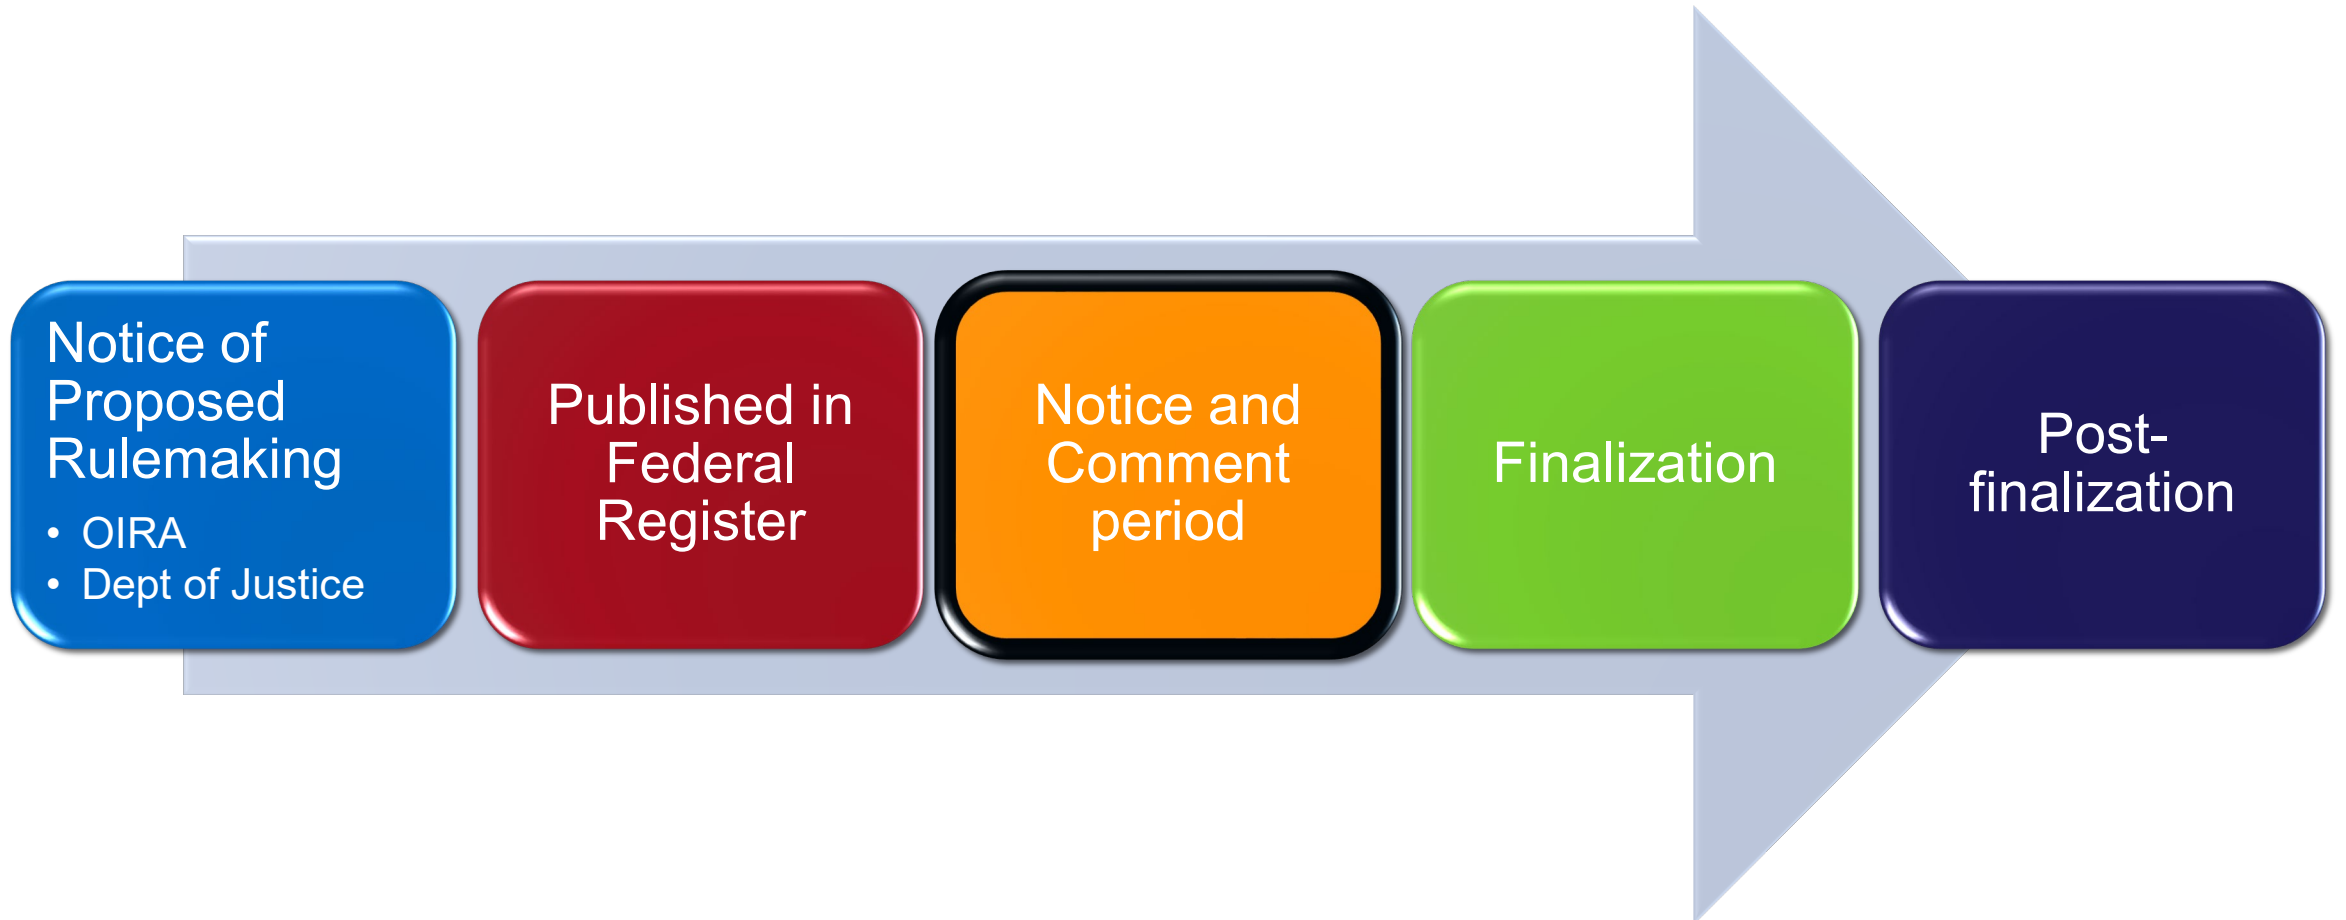 Notice of
Proposed
Rulemaking
• OIRA
• Dept of Justice
Published in
Federal
Register
Notice and
Comment
period
Finalization
Post-
finalization